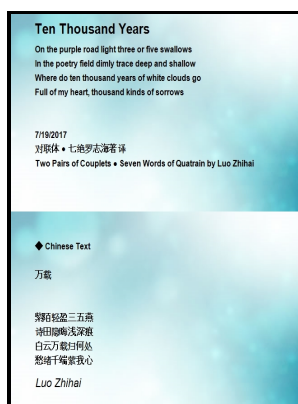 Ten Thousand Years
On the purple road light three or five swallows
In the poetry field dimly trace deep and shallow
Where do ten thousand years of white clouds go
Full of my heart, thousand kinds of sorrows
7/19/2017
对联体 ● 七绝罗志海著译
Two Pairs of Couplets ● Seven Words of Quatrain by Luo Zhihai
◆ Chinese Text
万载
紫陌轻盈三五燕
诗田隐晦浅深痕
白云万载归何处
愁绪千端萦我心
Luo Zhihai